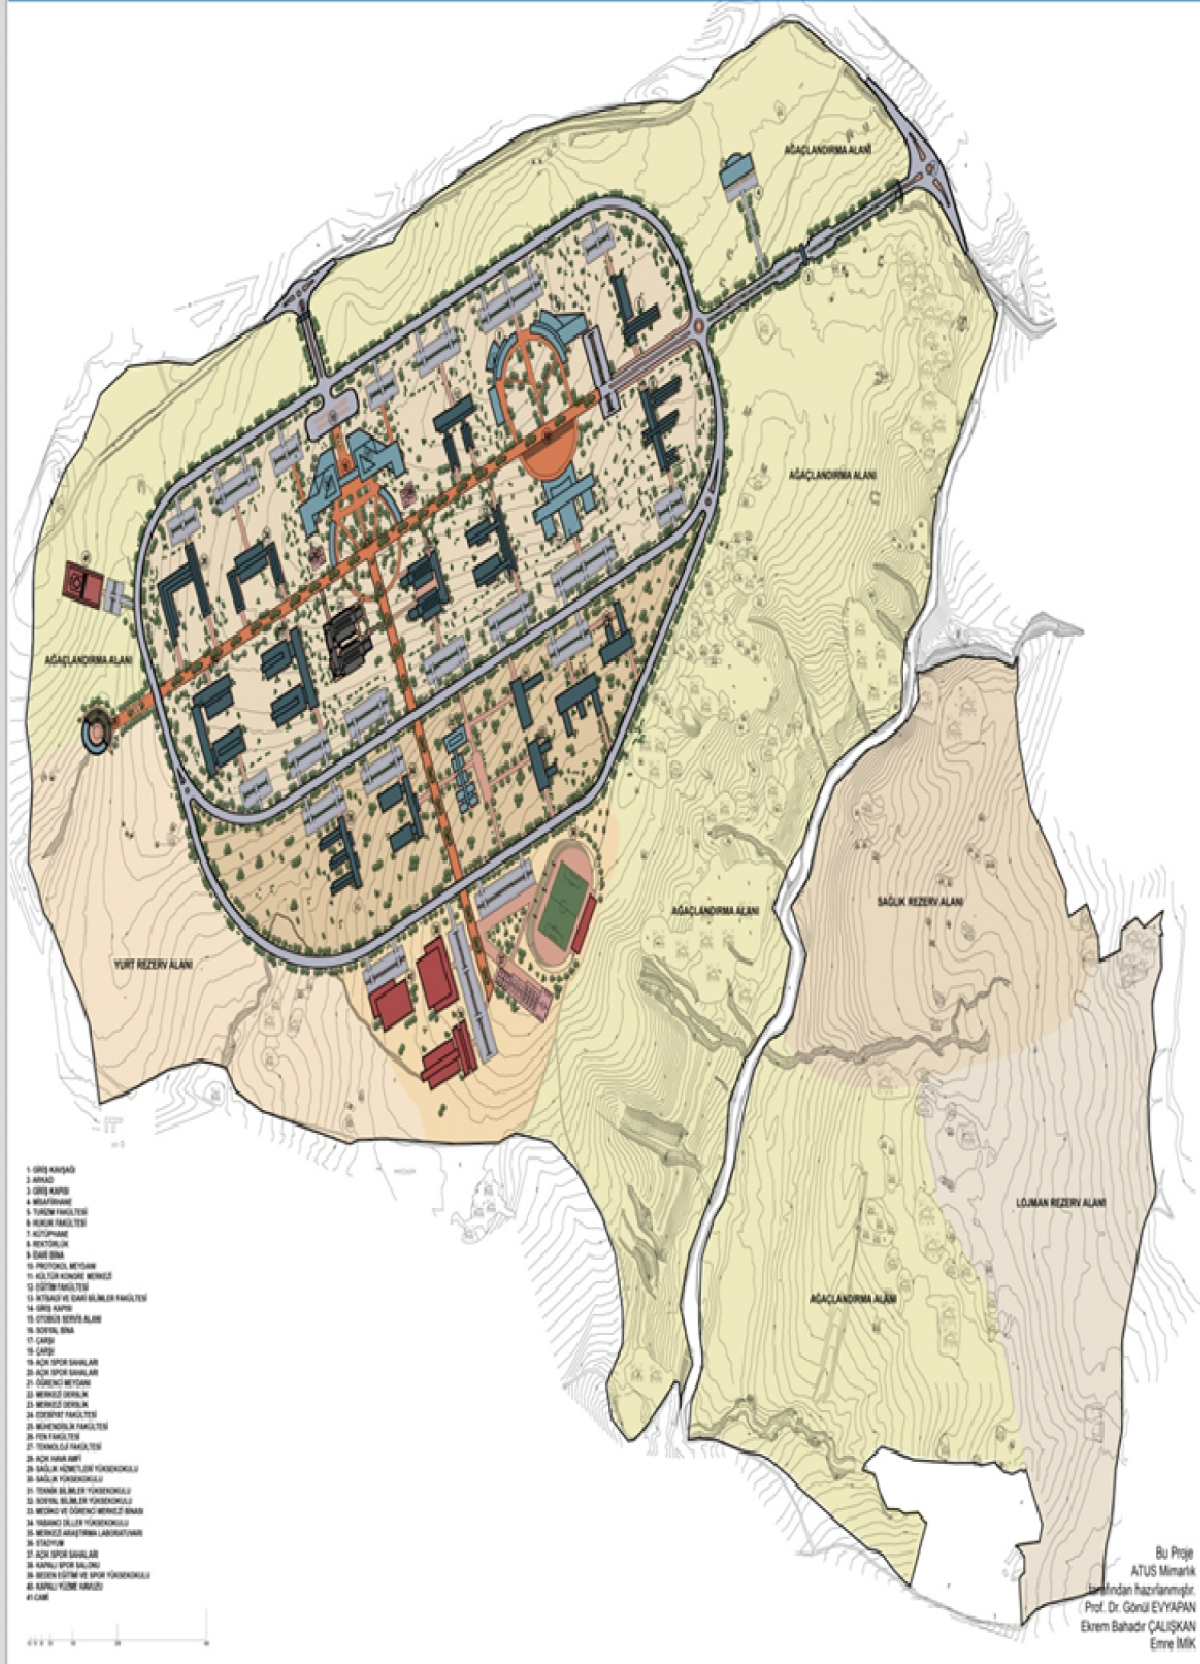 AĞAÇLANDIRMA ALANI
AĞAÇLANDIRMA ALANI
AĞAÇLANDIRMA ALANI
AĞAÇLANDIRMA ALANI
SAĞLIK REZERV ALANI
YURT REZERV ALANI
LOJMAN REZERV ALANI
AĞAÇLANDIRMA ALANI
1- GİRİŞ KAVŞAĞI
2- ARKAD
3- GİRİŞ KAPISI
4- MİSAFİRHANE
5- TURİZM FAKÜLTESİ
6- HUKUK FAKÜLTESİ
7- KÜTÜPHANE
8- REKTÖRLÜK
9- İDARİ BİNA
10- PROTOKOL MEYDANI
11- KÜLTÜR KONGRE MERKEZİ
12- EĞİTİM FAKÜLTESİ
13- İKTİSADİ VE İDARİ BİLİMLER FAKÜLTESİ
14- GİRİŞ KAPISI
15- OTOBÜS SERVİS ALANI
16- SOSYAL BİNA
17- ÇARŞI
18- ÇARŞI
19- AÇIK SPOR SAHALARI
20- AÇIK SPOR SAHALARI
21- ÖĞRENCİ MEYDANI
22- MERKEZİ DERSLİK
23- MERKEZİ DERSLİK
24- EDEBİYAT FAKÜLTESİ
25- MÜHENDİSLİK FAKÜLTESİ
26- FEN FAKÜLTESİ
27- TEKNOLOJİ FAKÜLTESİ
28- AÇIK HAVA AMFİ
29- SAĞLIK HİZMETLERİ YÜKSEKOKULU
30- SAĞLIK YÜKSEKOKULU
31- TEKNİK BİLİMLER YÜKSEKOKULU
32- SOSYAL BİLİMLER YÜKSEKOKULU
33- MEDİKO VE ÖĞRENCİ MERKEZİ BİNASI
34- YABANCI DİLLER YÜKSEKOKULU
35- MERKEZİ ARAŞTIRMA LABORATUVARI
36- STADYUM
37- AÇIK SPOR SAHALARI
38- KAPALI SPOR SALONU
39- BEDEN EĞİTİMİ VE SPOR YÜKSEKOKULU
40- KAPALI YÜZME HAVUZU
41-CAMİ
Bu Proje
ATUS Mimarlık
tarafından hazırlanmıştır.
Prof. Dr. Gönül EVYAPAN
Ekrem Bahadır ÇALIŞKAN
Emre İMİK